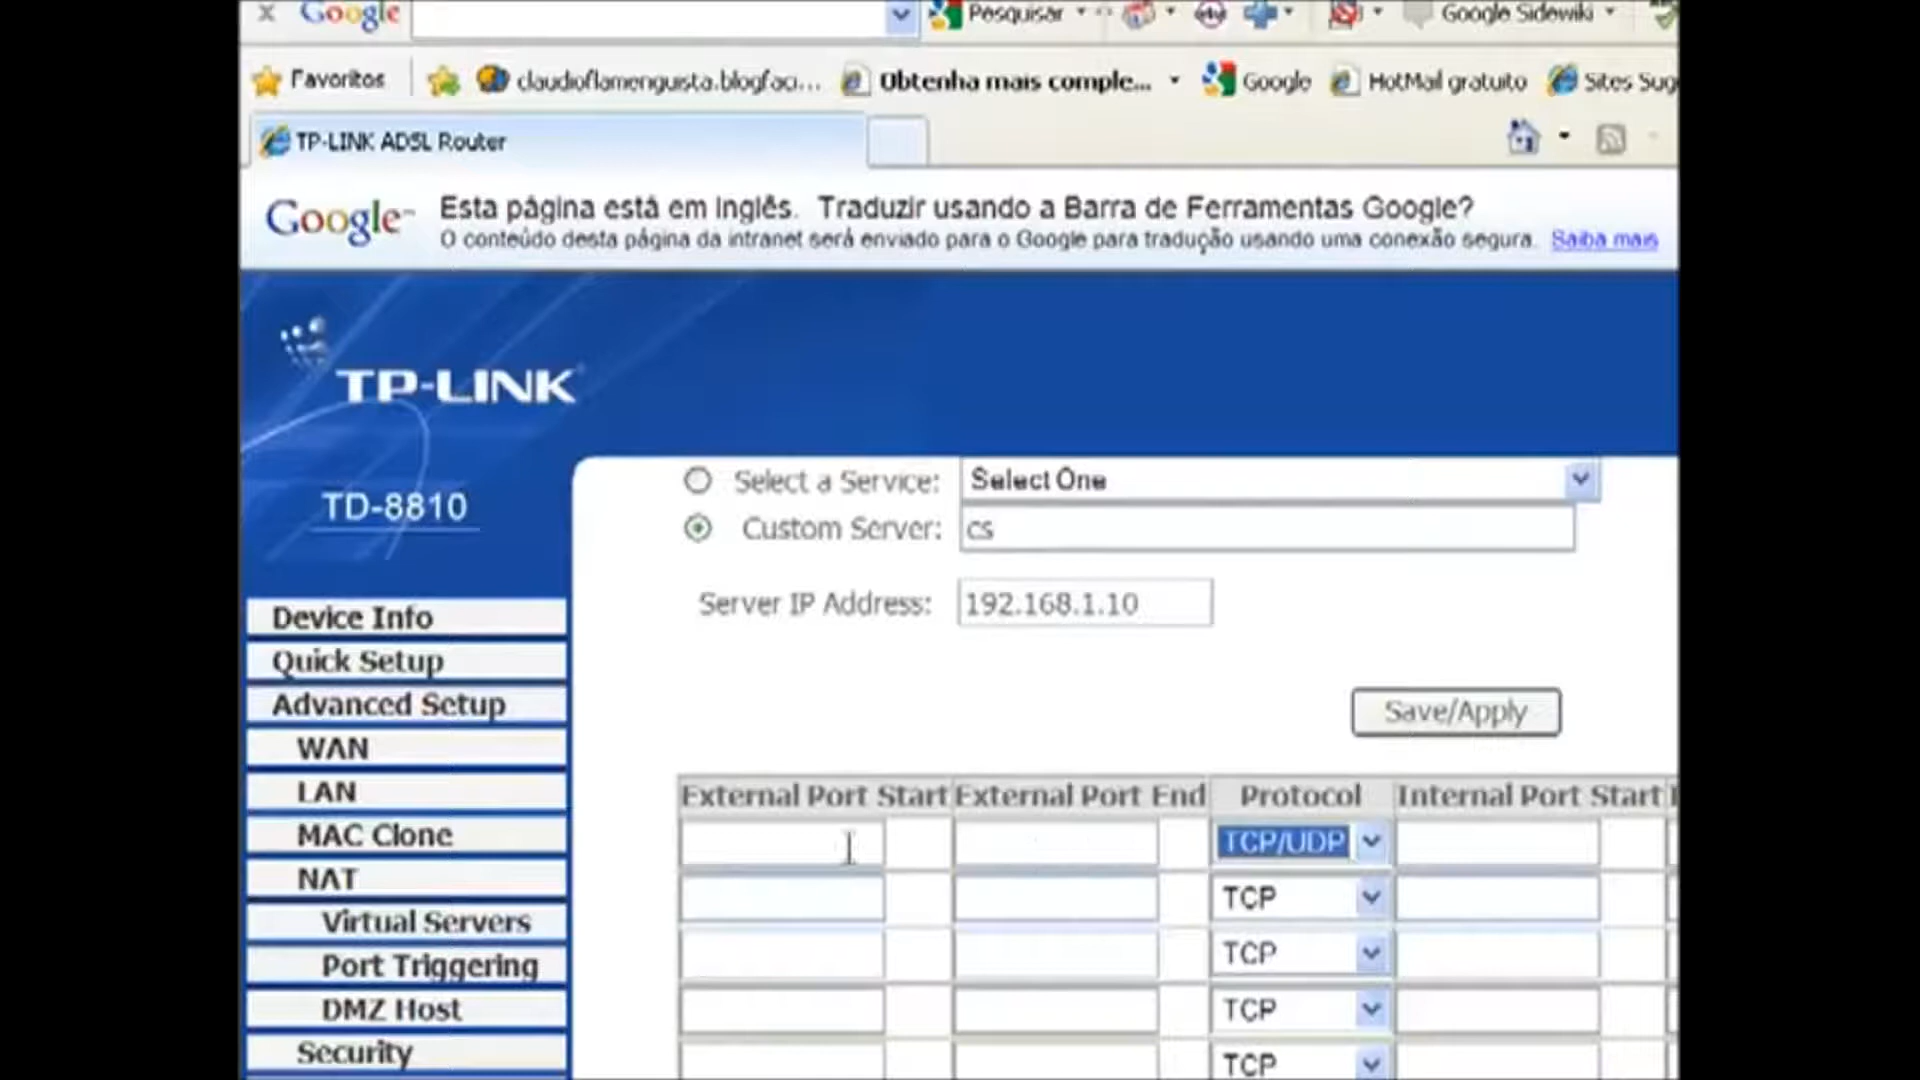 x Google Pesquisar Google Sidewiki
Favoritos claudioflamenguista.blogfaci... Obtenha mais comple... Google HotMail gratuito Sites Sug
TP-LINK ADSL Router
Google™ Esta página está em Inglês. Traduzir usando a Barra de Ferramentas Google?
O conteúdo desta página da intranet será enviado para o Google para tradução usando uma conexão segura. Saiba mais
TP-LINK
TD-8810
Select a Service: Select One
Custom Server: cs
Server IP Address: 192.168.1.10
Save/Apply
Device Info
Quick Setup
Advanced Setup
WAN
LAN
MAC Clone
NAT
Virtual Servers
Port Triggering
DMZ Host
Security
External Port Start External Port End Protocol Internal Port Start
TCP/UDP
TCP
TCP
TCP
TCP